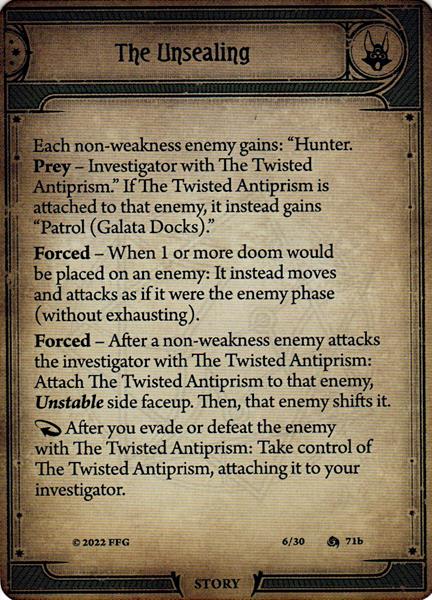 The Unsealing
Each non-weakness enemy gains: “Hunter.
Prey – Investigator with The Twisted
Antiprism.” If The Twisted Antiprism is
attached to that enemy, it instead gains
“Patrol (Galata Docks).”
Forced – When 1 or more doom would
be placed on an enemy: It instead moves
and attacks as if it were the enemy phase
(without exhausting).
Forced – After a non-weakness enemy attacks
the investigator with The Twisted Antiprism:
Attach The Twisted Antiprism to that enemy,
Unstable side faceup. Then, that enemy shifts it.
After you evade or defeat the enemy
with The Twisted Antiprism: Take control of
The Twisted Antiprism, attaching it to your
investigator.
© 2022 FFG 6/30 71b
STORY